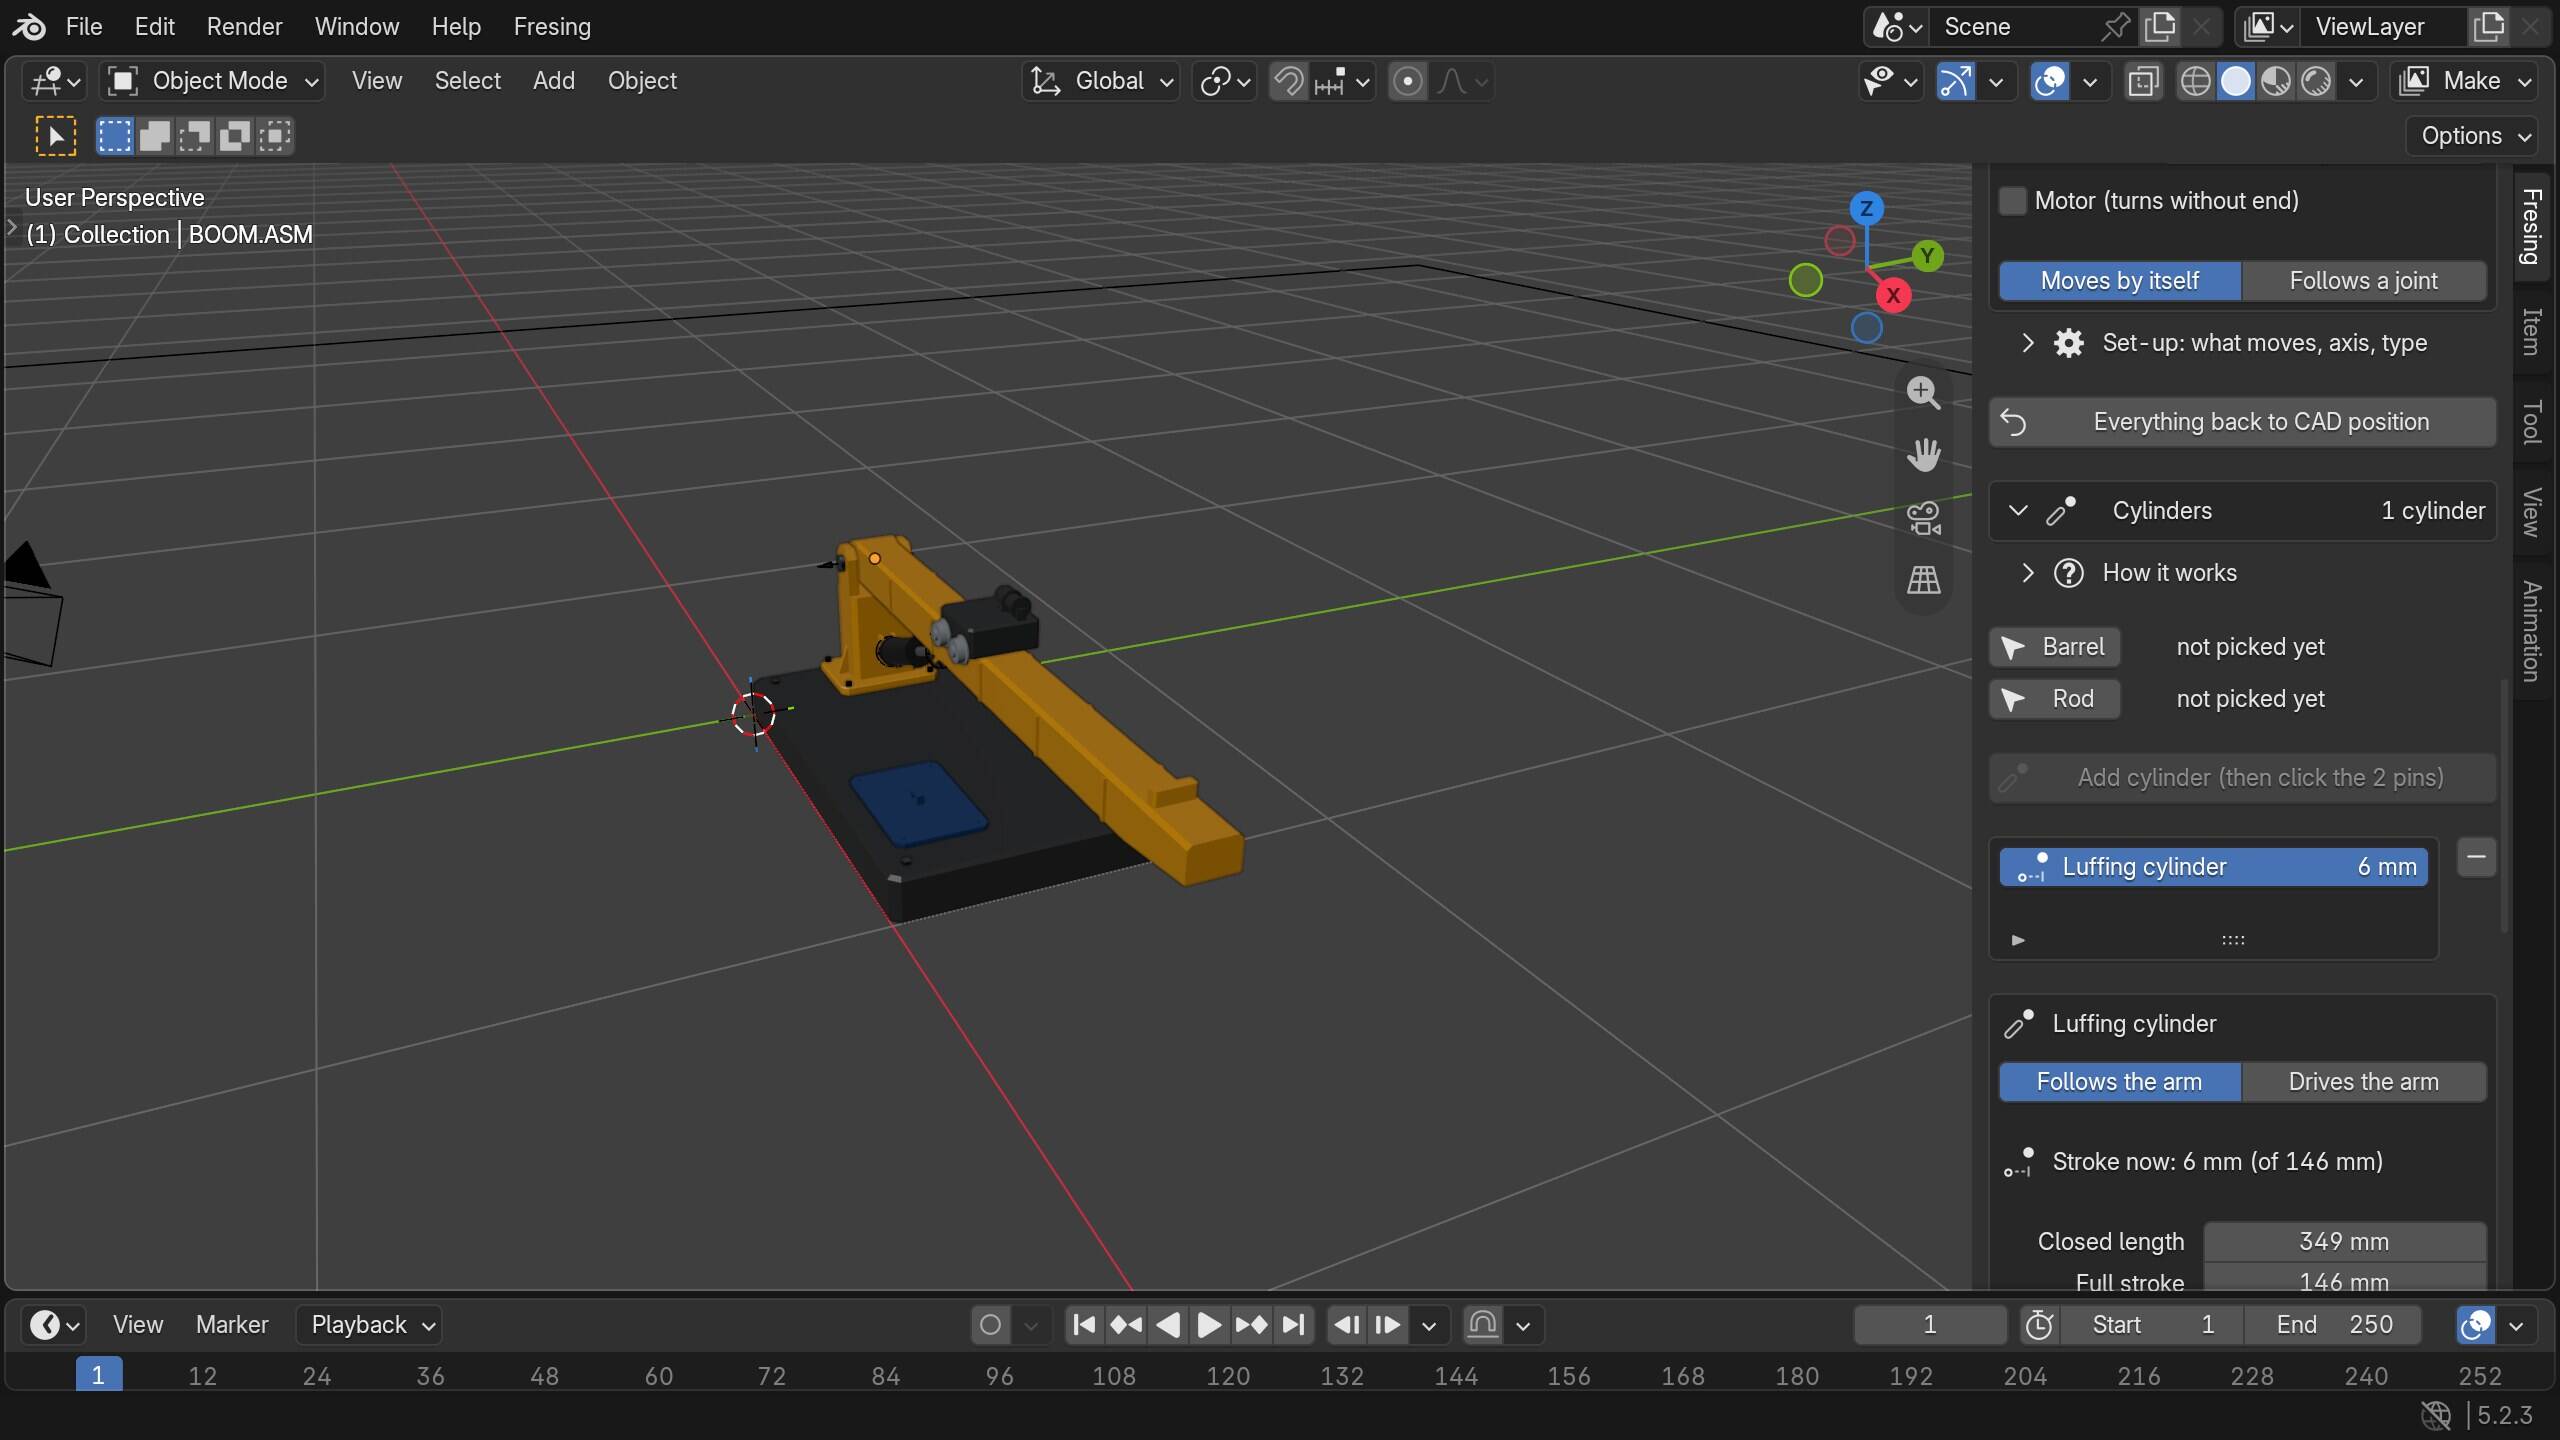 File Edit Render Window Help Fresing
Scene
ViewLayer
Object Mode View Select Add Object
Global
Make
Options
User Perspective
(1) Collection | BOOM.ASM
Z
Y
X
Motor (turns without end)
Moves by itself Follows a joint
Set-up: what moves, axis, type
Everything back to CAD position
Cylinders 1 cylinder
How it works
Barrel not picked yet
Rod not picked yet
Add cylinder (then click the 2 pins)
Luffing cylinder 6 mm
Luffing cylinder
Follows the arm Drives the arm
Stroke now: 6 mm (of 146 mm)
Closed length 349 mm
Full stroke 146 mm
Fresing
Item
Tool
View
Animation
View Marker Playback
1
Start 1
End 250
1 12 24 36 48 60 72 84 96 108 120 132 144 156 168 180 192 204 216 228 240 252
5.2.3